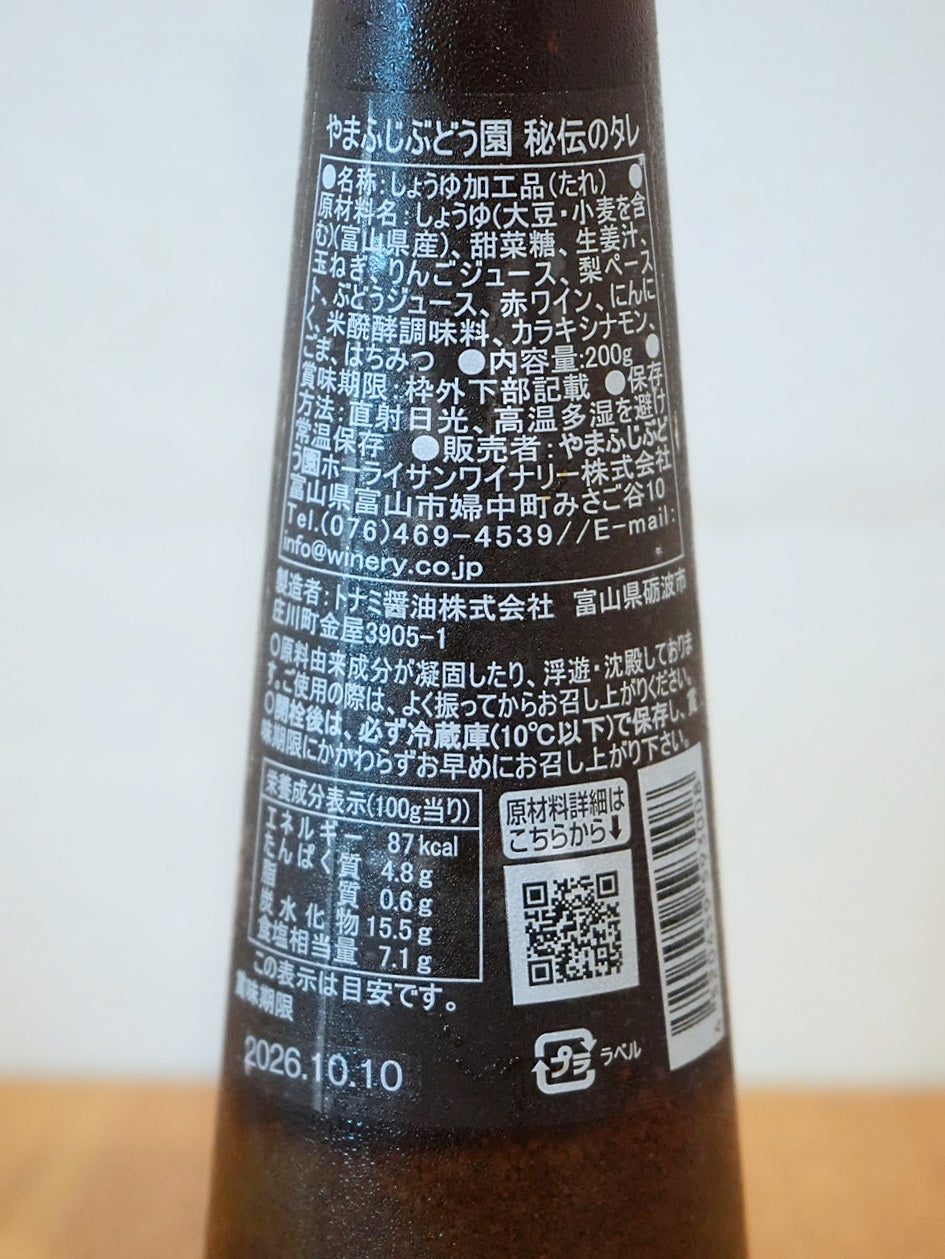 やまふじぶどう園 秘伝のタレ
●名称:しょうゆ加工品(たれ) ●
原材料名:しょうゆ(大豆・小麦を含
む)(富山県産)、甜菜糖、生姜汁、
玉ねぎ、りんごジュース、梨ペース
ト、ぶどうジュース、赤ワイン、にんに
く、米醗酵調味料、カラキシナモン、
ごま、はちみつ ●内容量:200g ●
賞味期限:枠外下部記載 ●保存
方法:直射日光、高温多湿を避け
常温保存 ●販売者:やまふじぶど
う園ホーライサンワイナリー株式会社
富山県富山市婦中町みさご谷10
Tel.(076)469-4539//E-mail:
info@winery.co.jp
製造者:トナミ醤油株式会社 富山県砺波市
庄川町金屋3905-1
○原料由来成分が凝固したり、浮遊・沈殿しておりま
す。ご使用の際は、よく振ってからお召し上がりください。
○開栓後は、必ず冷蔵庫(10℃以下)で保存し、賞
味期限にかかわらずお早めにお召し上がり下さい。
栄養成分表示(100g当り)
エネルギー 87kcal
たんぱく質 4.8g
脂質 0.6g
炭水化物 15.5g
食塩相当量 7.1g
この表示は目安です。
賞味期限
2026.10.10
原材料詳細は
こちらから↓
プラ ラベル